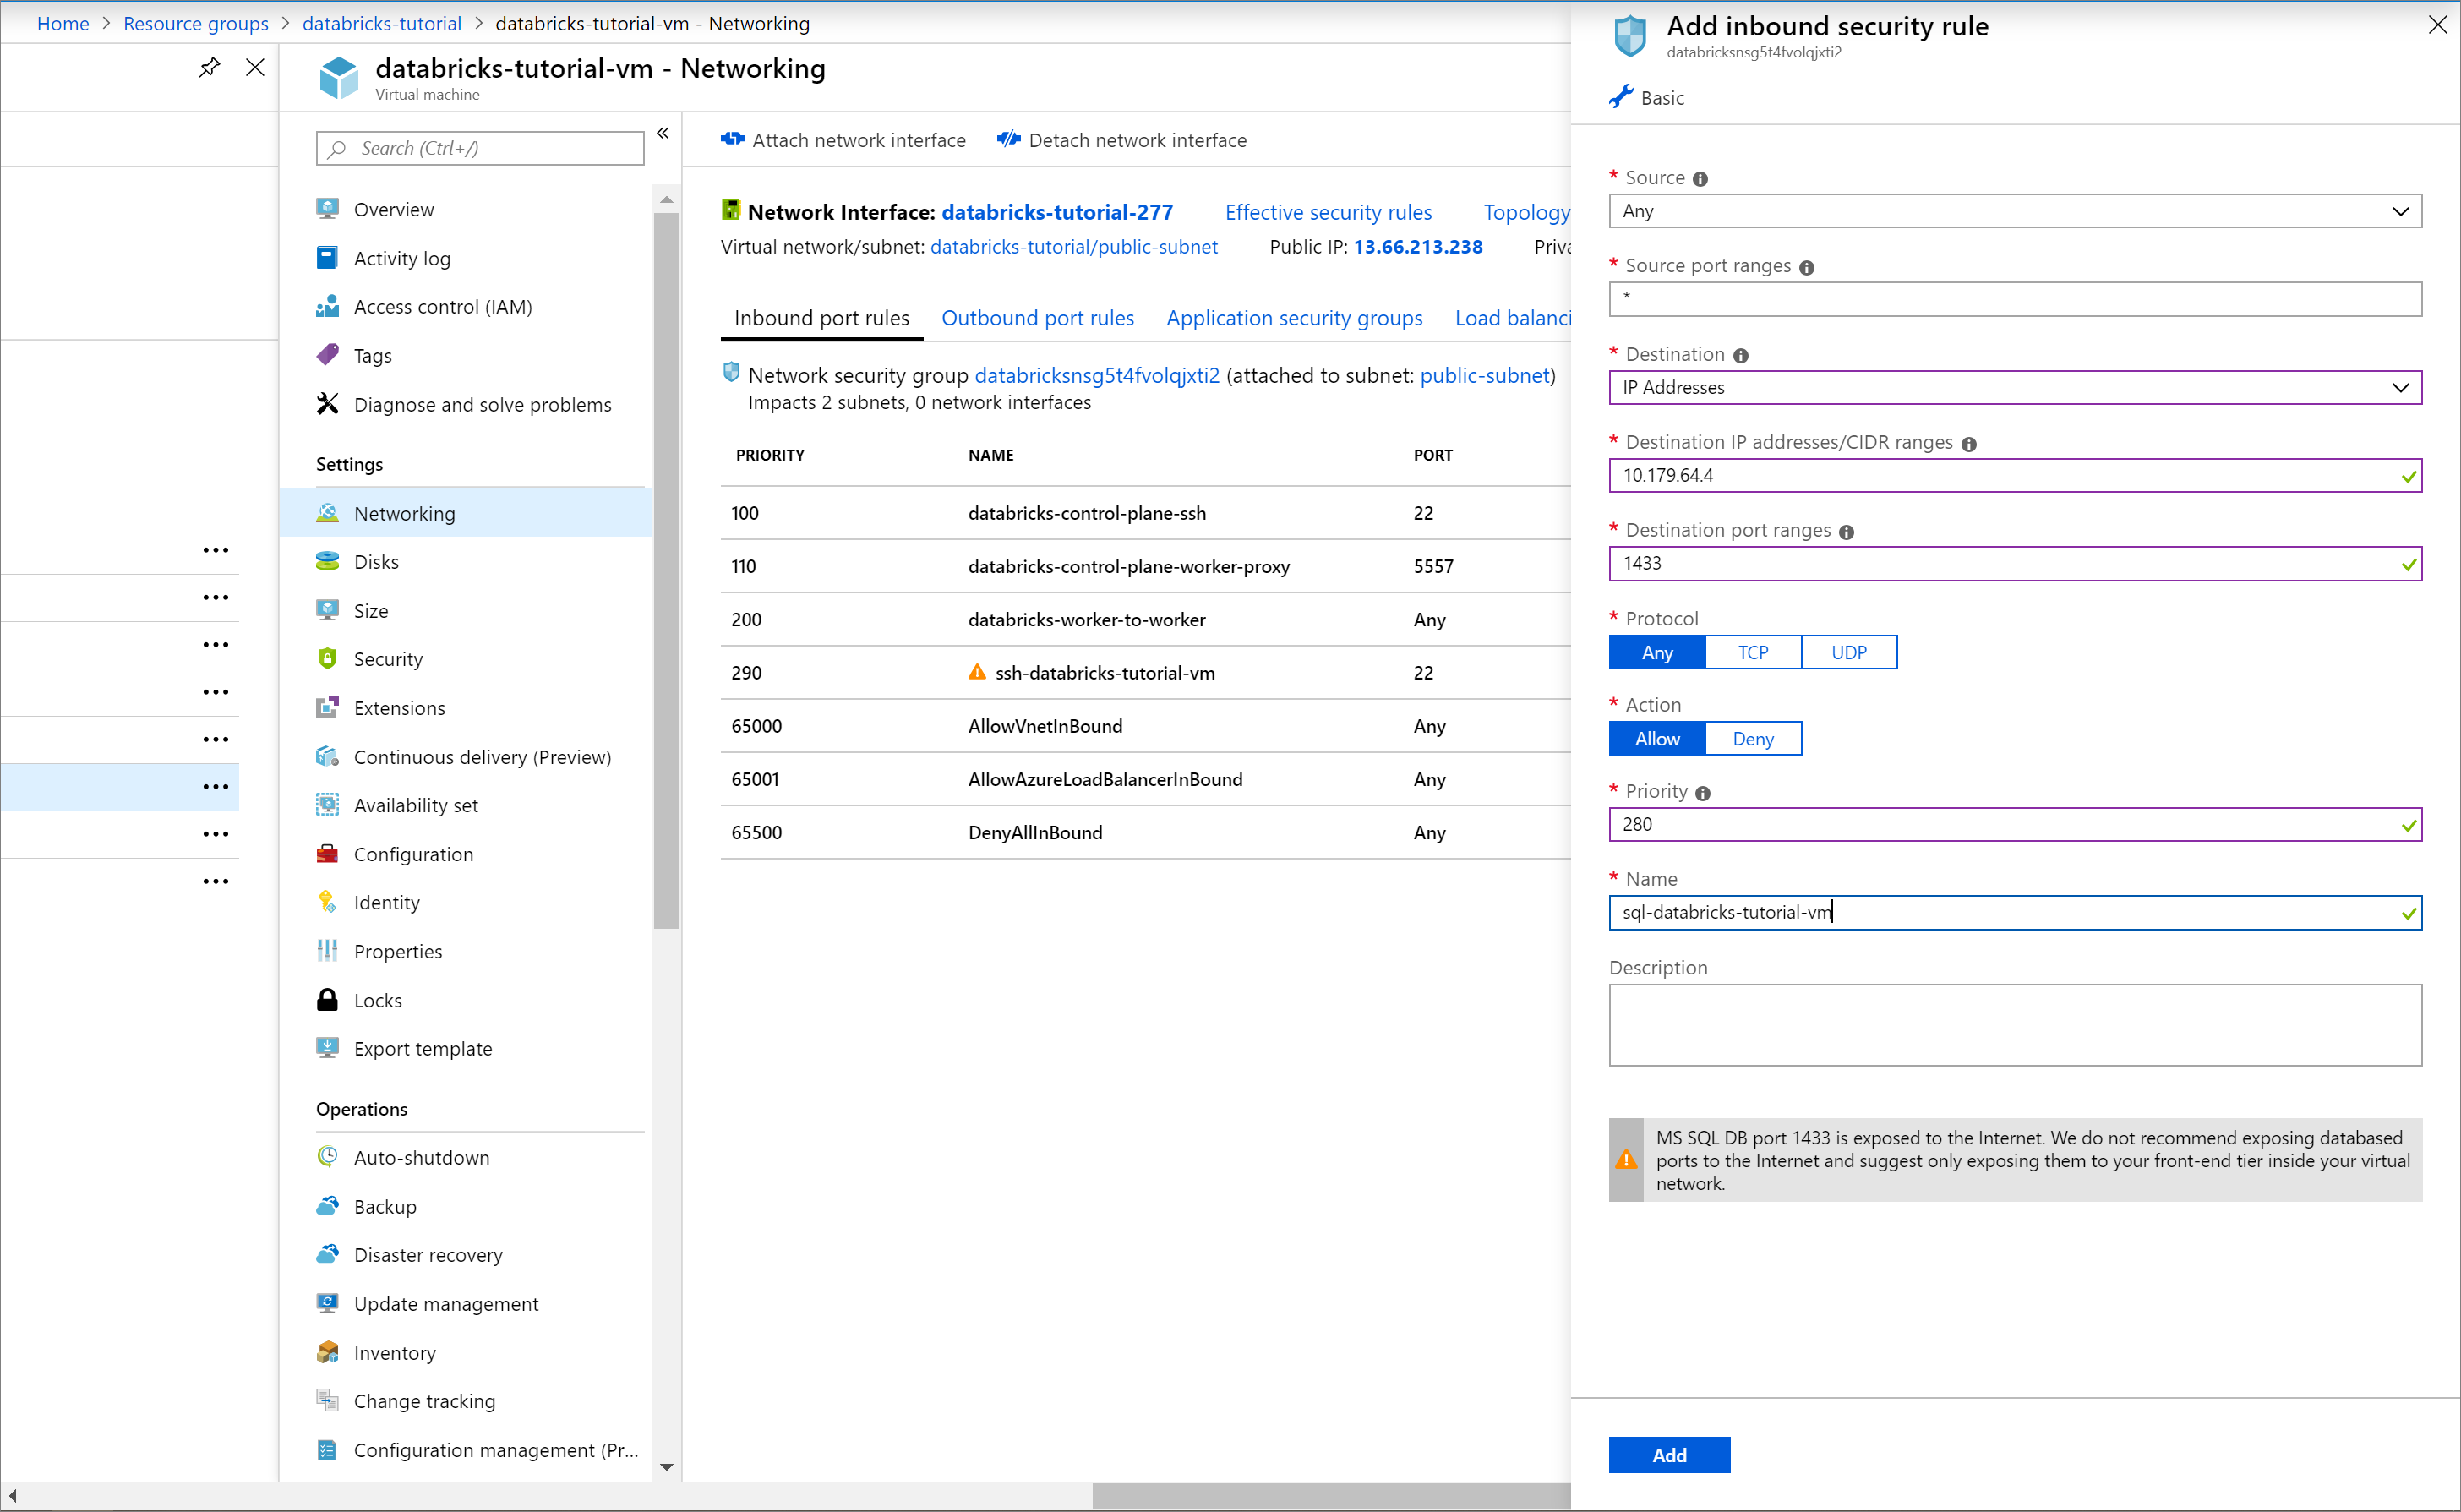 Home > Resource groups > databricks-tutorial > databricks-tutorial-vm - Networking
databricks-tutorial-vm - Networking
Virtual machine
Search (Ctrl+/)
Overview
Activity log
Access control (IAM)
Tags
Diagnose and solve problems
Settings
Networking
Disks
Size
Security
Extensions
Continuous delivery (Preview)
Availability set
Configuration
Identity
Properties
Locks
Export template
Operations
Auto-shutdown
Backup
Disaster recovery
Update management
Inventory
Change tracking
Configuration management (Pr...
Attach network interface Detach network interface
Network Interface: databricks-tutorial-277 Effective security rules Topology
Virtual network/subnet: databricks-tutorial/public-subnet Public IP: 13.66.213.238 Priva
Inbound port rules Outbound port rules Application security groups Load balanci
Network security group databricksnsg5t4fvolqjxti2 (attached to subnet: public-subnet)
Impacts 2 subnets, 0 network interfaces
PRIORITY NAME PORT
100 databricks-control-plane-ssh 22
110 databricks-control-plane-worker-proxy 5557
200 databricks-worker-to-worker Any
290 ssh-databricks-tutorial-vm 22
65000 AllowVnetInBound Any
65001 AllowAzureLoadBalancerInBound Any
65500 DenyAllInBound Any
Add inbound security rule
databricksnsg5t4fvolqjxti2
Basic
* Source
Any
* Source port ranges
*
* Destination
IP Addresses
* Destination IP addresses/CIDR ranges
10.179.64.4
* Destination port ranges
1433
* Protocol
Any TCP UDP
* Action
Allow Deny
* Priority
280
* Name
sql-databricks-tutorial-vm
Description
MS SQL DB port 1433 is exposed to the Internet. We do not recommend exposing databased
ports to the Internet and suggest only exposing them to your front-end tier inside your virtual
network.
Add